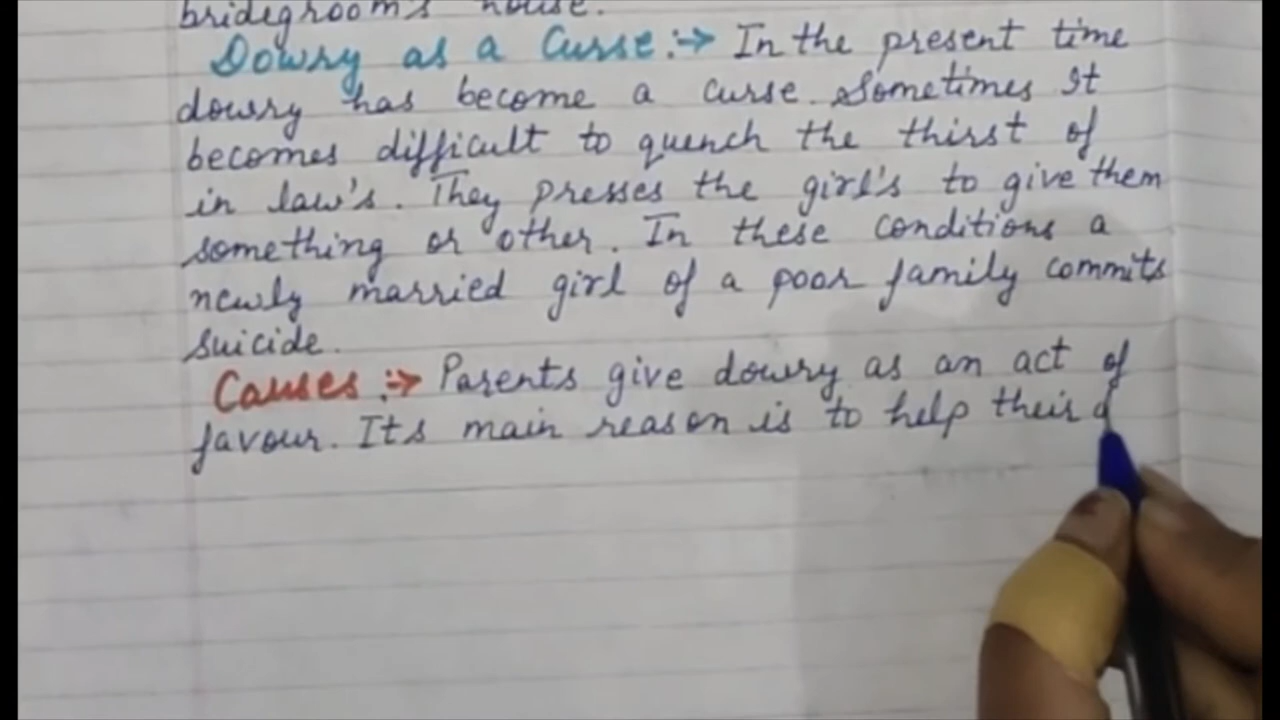 bridegroom's house.
Dowry as a Curse :→ In the present time
dowry has become a curse. Sometimes It
becomes difficult to quench the thirst of
in law's. They presses the girl's to give them
something or other. In these conditions a
newly married girl of a poor family commits
suicide.
Causes :→ Parents give dowry as an act of
favour. Its main reason is to help their d